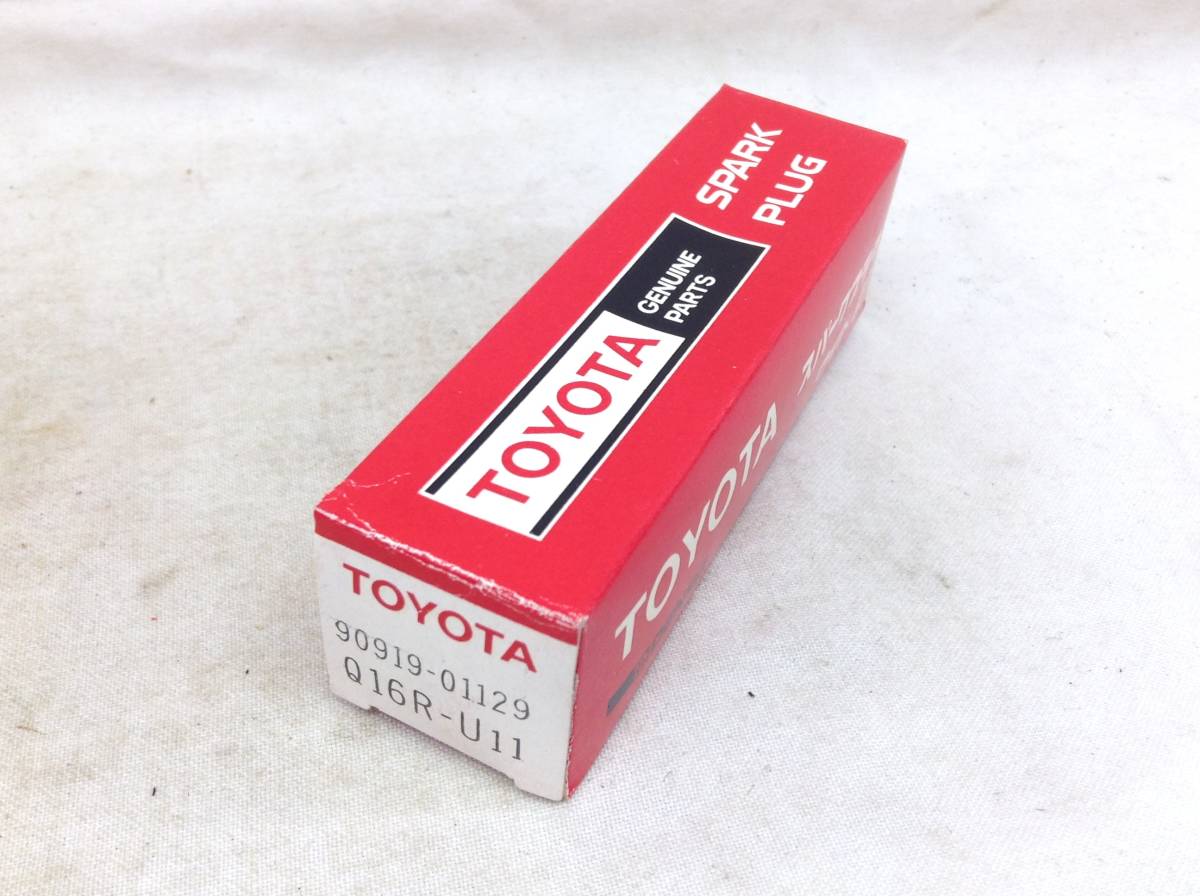 SPARK
PLUG
GENUINE
PARTS
TOYOTA
TOYOTA
90919-01129
Q16R-U11
TOYOTA